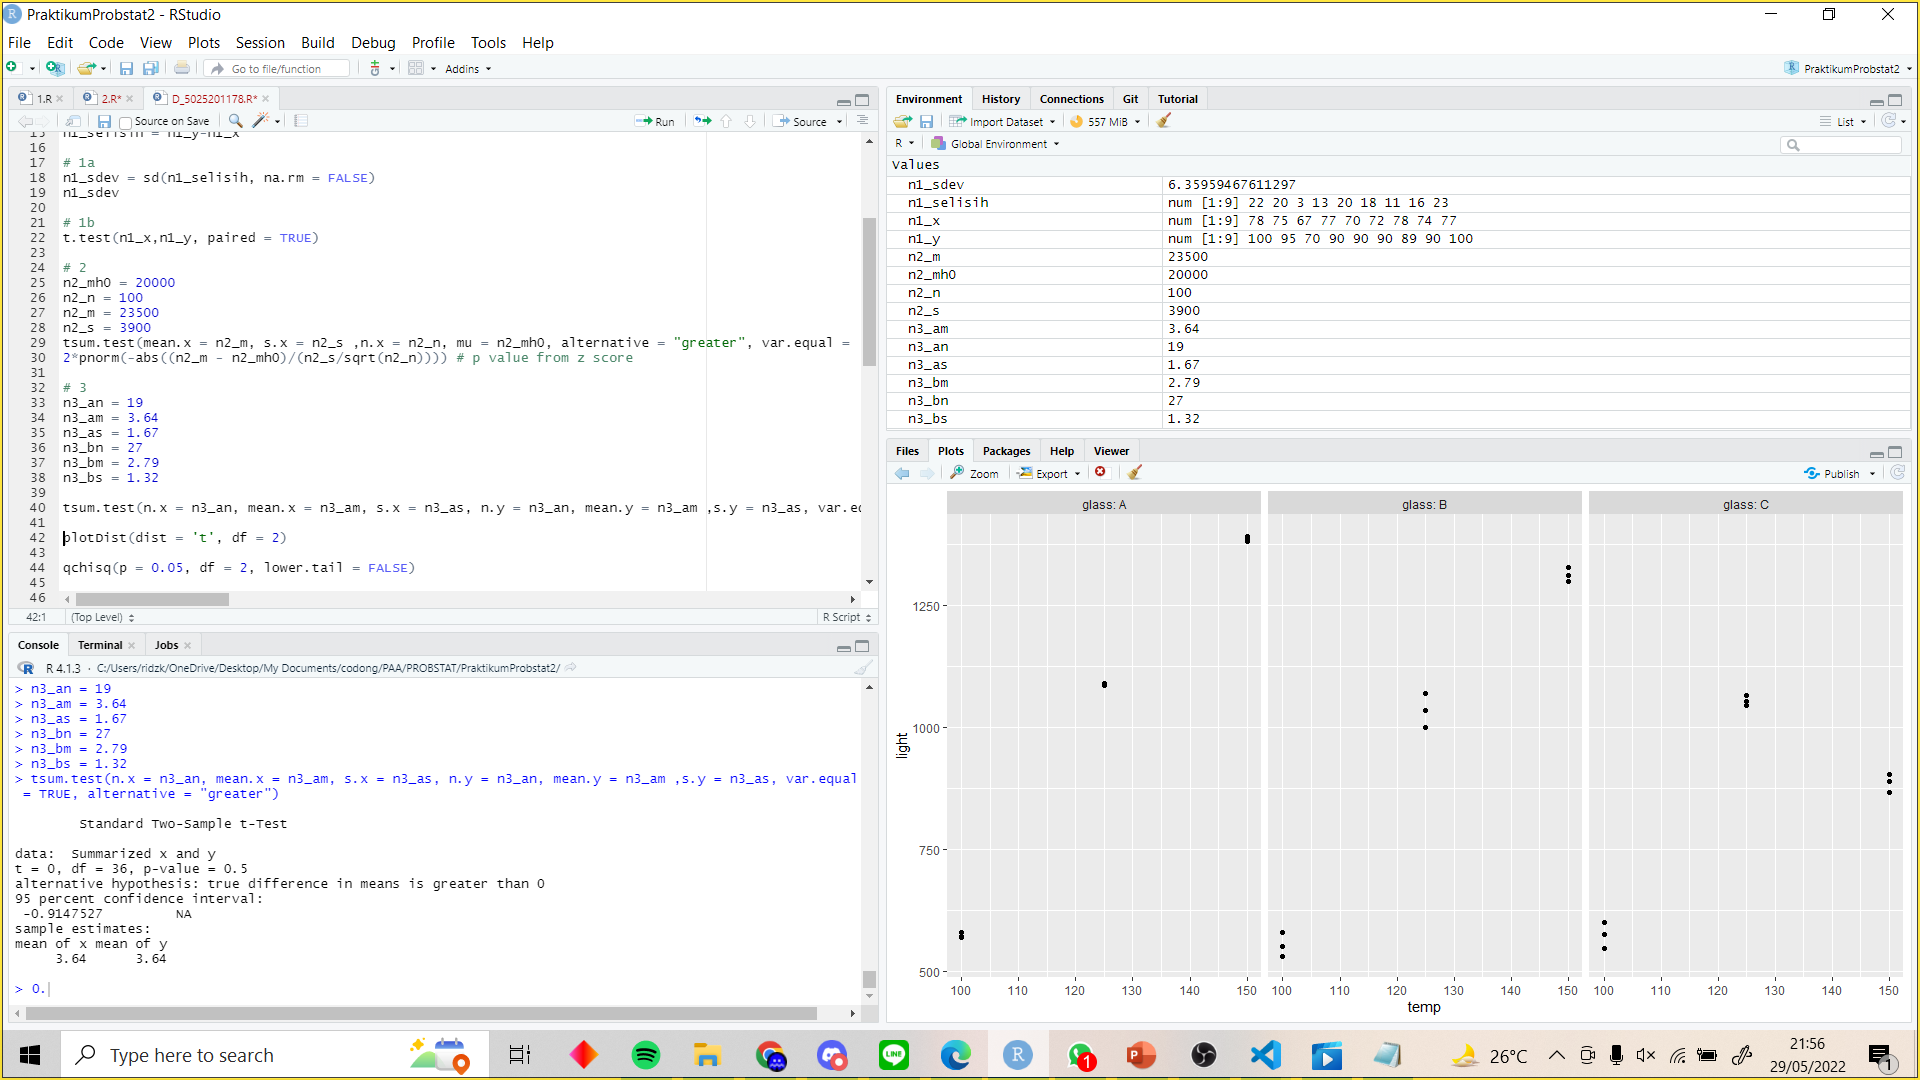 PraktikumProbstat2 - RStudio
File Edit Code View Plots Session Build Debug Profile Tools Help
Go to file/function Addins PraktikumProbstat2
1.R 2.R* D_5025201178.R*
Source on Save Run Source
15 n1_selisih = n1_y-n1_x
16
17 # 1a
18 n1_sdev = sd(n1_selisih, na.rm = FALSE)
19 n1_sdev
20
21 # 1b
22 t.test(n1_x,n1_y, paired = TRUE)
23
24 # 2
25 n2_mh0 = 20000
26 n2_n = 100
27 n2_m = 23500
28 n2_s = 3900
29 tsum.test(mean.x = n2_m, s.x = n2_s ,n.x = n2_n, mu = n2_mh0, alternative = "greater", var.equal =
30 2*pnorm(-abs((n2_m - n2_mh0)/(n2_s/sqrt(n2_n)))) # p value from z score
31
32 # 3
33 n3_an = 19
34 n3_am = 3.64
35 n3_as = 1.67
36 n3_bn = 27
37 n3_bm = 2.79
38 n3_bs = 1.32
39
40 tsum.test(n.x = n3_an, mean.x = n3_am, s.x = n3_as, n.y = n3_an, mean.y = n3_am ,s.y = n3_as, var.e
41
42 plotDist(dist = 't', df = 2)
43
44 qchisq(p = 0.05, df = 2, lower.tail = FALSE)
45
46
42:1 (Top Level) R Script
Console Terminal Jobs
R 4.1.3 · C:/Users/ridzk/OneDrive/Desktop/My Documents/codong/PAA/PROBSTAT/PraktikumProbstat2/
> n3_an = 19
> n3_am = 3.64
> n3_as = 1.67
> n3_bn = 27
> n3_bm = 2.79
> n3_bs = 1.32
> tsum.test(n.x = n3_an, mean.x = n3_am, s.x = n3_as, n.y = n3_an, mean.y = n3_am ,s.y = n3_as, var.equal
= TRUE, alternative = "greater")
Standard Two-Sample t-Test
data: Summarized x and y
t = 0, df = 36, p-value = 0.5
alternative hypothesis: true difference in means is greater than 0
95 percent confidence interval:
-0.9147527 NA
sample estimates:
mean of x mean of y
3.64 3.64
> 0.
Environment History Connections Git Tutorial
Import Dataset 557 MiB List
R Global Environment
Values
n1_sdev 6.35959467611297
n1_selisih num [1:9] 22 20 3 13 20 18 11 16 23
n1_x num [1:9] 78 75 67 77 70 72 78 74 77
n1_y num [1:9] 100 95 70 90 90 90 89 90 100
n2_m 23500
n2_mh0 20000
n2_n 100
n2_s 3900
n3_am 3.64
n3_an 19
n3_as 1.67
n3_bm 2.79
n3_bn 27
n3_bs 1.32
Files Plots Packages Help Viewer
Zoom Export Publish
glass: A glass: B glass: C
1250
1000
750
500
light
100 110 120 130 140 150 100 110 120 130 140 150 100 110 120 130 140 150
temp
Type here to search
LINE
1
26°C
21:56
29/05/2022
1